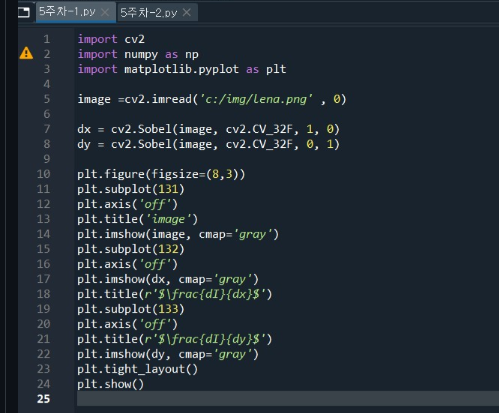 5주차-1.py × 5주차-2.py ×
1 import cv2
2 import numpy as np
3 import matplotlib.pyplot as plt
4
5 image =cv2.imread('c:/img/lena.png' , 0)
6
7 dx = cv2.Sobel(image, cv2.CV_32F, 1, 0)
8 dy = cv2.Sobel(image, cv2.CV_32F, 0, 1)
9
10 plt.figure(figsize=(8,3))
11 plt.subplot(131)
12 plt.axis('off')
13 plt.title('image')
14 plt.imshow(image, cmap='gray')
15 plt.subplot(132)
16 plt.axis('off')
17 plt.imshow(dx, cmap='gray')
18 plt.title(r'$\frac{dI}{dx}$')
19 plt.subplot(133)
20 plt.axis('off')
21 plt.title(r'$\frac{dI}{dy}$')
22 plt.imshow(dy, cmap='gray')
23 plt.tight_layout()
24 plt.show()
25